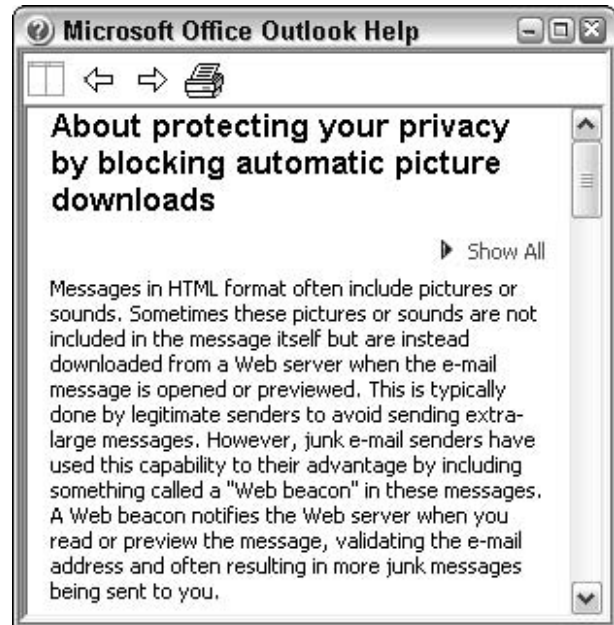 Microsoft Office Outlook Help
About protecting your privacy
by blocking automatic picture
downloads
Show All
Messages in HTML format often include pictures or
sounds. Sometimes these pictures or sounds are not
included in the message itself but are instead
downloaded from a Web server when the e-mail
message is opened or previewed. This is typically
done by legitimate senders to avoid sending extra-
large messages. However, junk e-mail senders have
used this capability to their advantage by including
something called a "Web beacon" in these messages.
A Web beacon notifies the Web server when you
read or preview the message, validating the e-mail
address and often resulting in more junk messages
being sent to you.